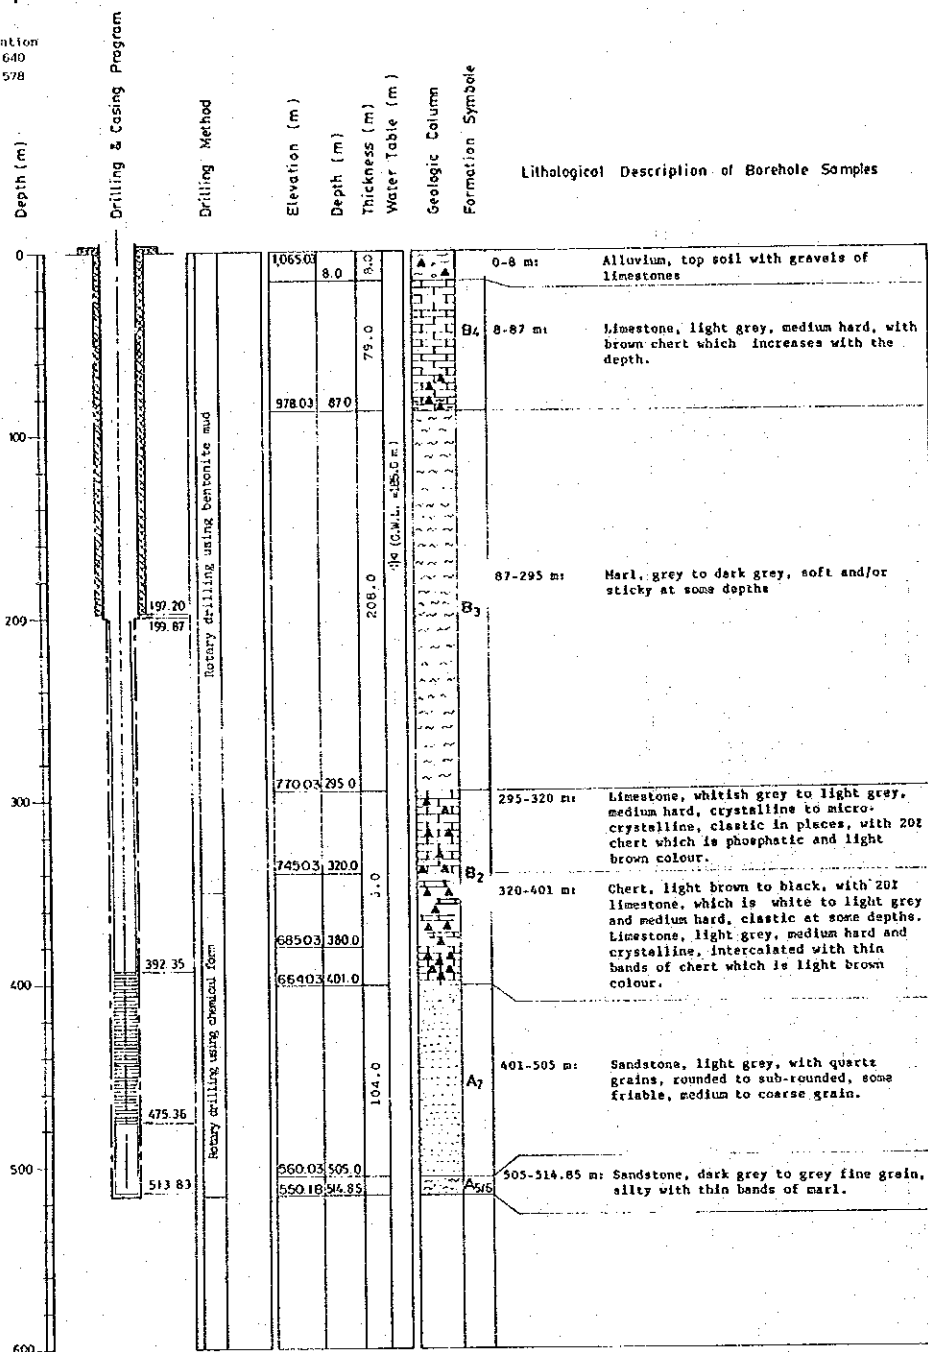 ntion
640
578
Depth (m)
Drilling & Casing Program
Drilling Method
Elevation (m)
Depth (m)
Thickness (m)
Water Table (m)
Geologic Column
Formation Symbole
Lithological Description of Borehole Samples
0
100
200
300
400
500
600
197.20
199.87
392.35
475.36
513.83
Rotary drilling using bentonite mud
Rotary drilling using chemical form
1,065.03
8.0
8.0
79.0
978.03 87.0
(G.W.L. =185.0 m)
208.0
770.03 295.0
745.03 320.0
685.03 380.0
664.03 401.0
104.0
560.03 505.0
550.18 514.85
B4
B3
B2
A7
A5/6
0-8 m: Alluvium, top soil with gravels of
limestones
8-87 m: Limestone, light grey, medium hard, with
brown chert which increases with the
depth.
87-295 m: Marl, grey to dark grey, soft and/or
sticky at some depths
295-320 m: Limestone, whitish grey to light grey,
medium hard, crystalline to micro-
crystalline, clastic in places, with 20%
chert which is phosphatic and light
brown colour.
320-401 m: Chert, light brown to black, with 20%
limestone, which is white to light grey
and medium hard, clastic at some depths.
Limestone, light grey, medium hard and
crystalline, intercalated with thin
bands of chert which is light brown
colour.
401-505 m: Sandstone, light grey, with quartz
grains, rounded to sub-rounded, some
friable, medium to coarse grain.
505-514.85 m: Sandstone, dark grey to grey fine grain,
silty with thin bands of marl.